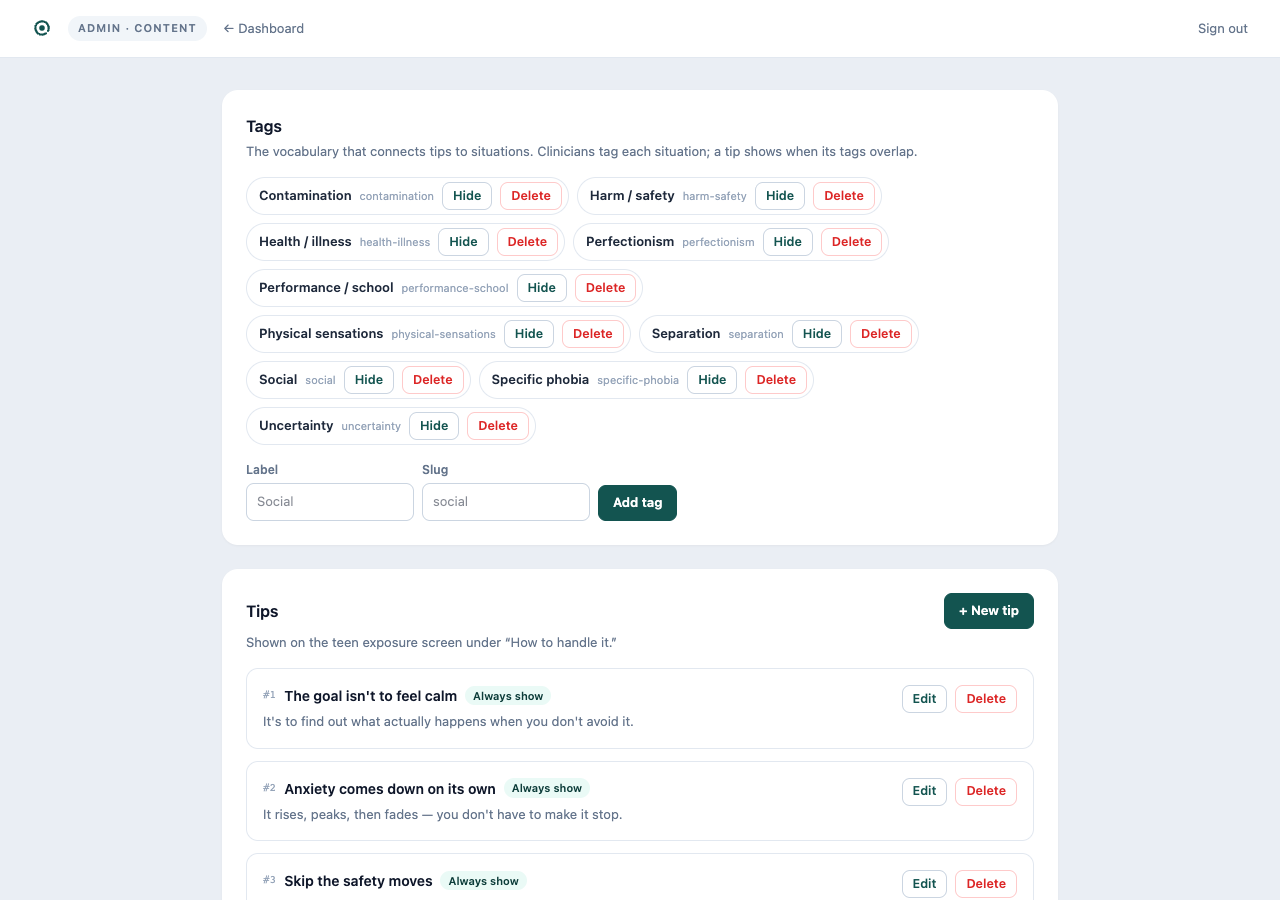 ADMIN · CONTENT ← Dashboard Sign out
Tags
The vocabulary that connects tips to situations. Clinicians tag each situation; a tip shows when its tags overlap.
Contamination contamination Hide Delete Harm / safety harm-safety Hide Delete
Health / illness health-illness Hide Delete Perfectionism perfectionism Hide Delete
Performance / school performance-school Hide Delete
Physical sensations physical-sensations Hide Delete Separation separation Hide Delete
Social social Hide Delete Specific phobia specific-phobia Hide Delete
Uncertainty uncertainty Hide Delete
Label Slug
Social social Add tag
Tips + New tip
Shown on the teen exposure screen under “How to handle it.”
#1 The goal isn't to feel calm Always show Edit Delete
It's to find out what actually happens when you don't avoid it.
#2 Anxiety comes down on its own Always show Edit Delete
It rises, peaks, then fades — you don't have to make it stop.
#3 Skip the safety moves Always show Edit Delete